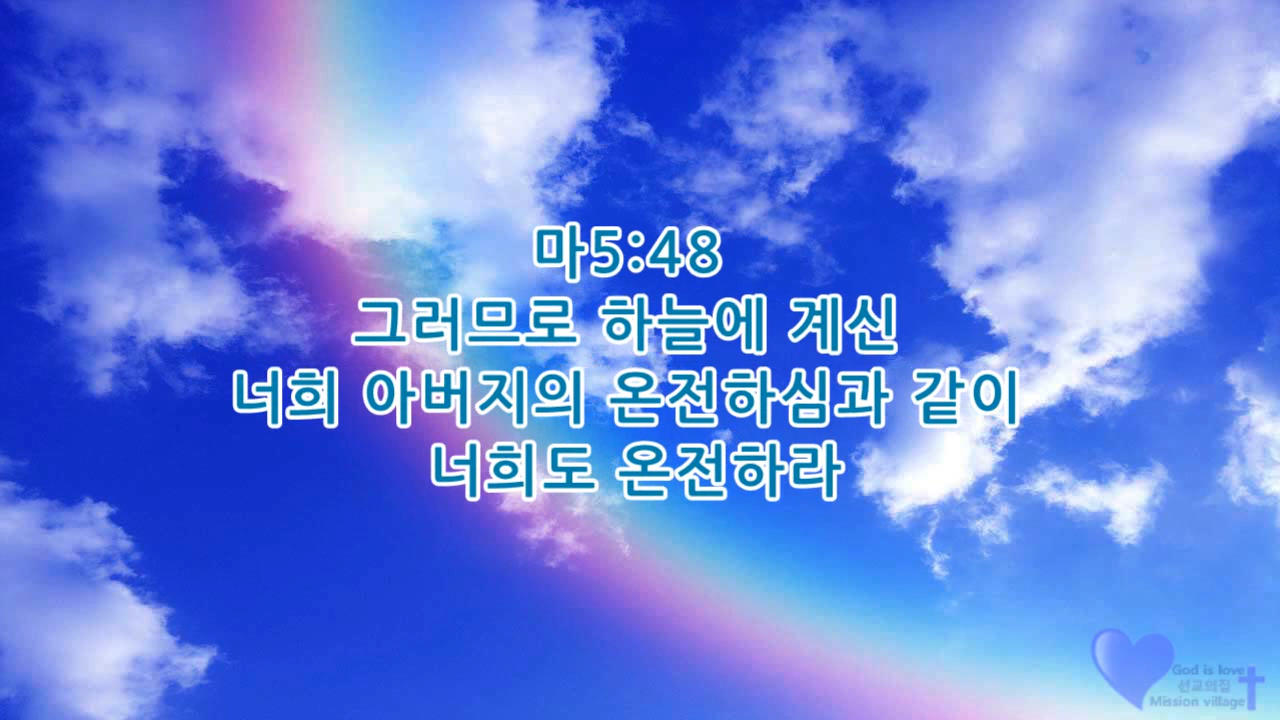 마5:48
그러므로 하늘에 계신
너희 아버지의 온전하심과 같이
너희도 온전하라
God is love
선교의집
Mission village